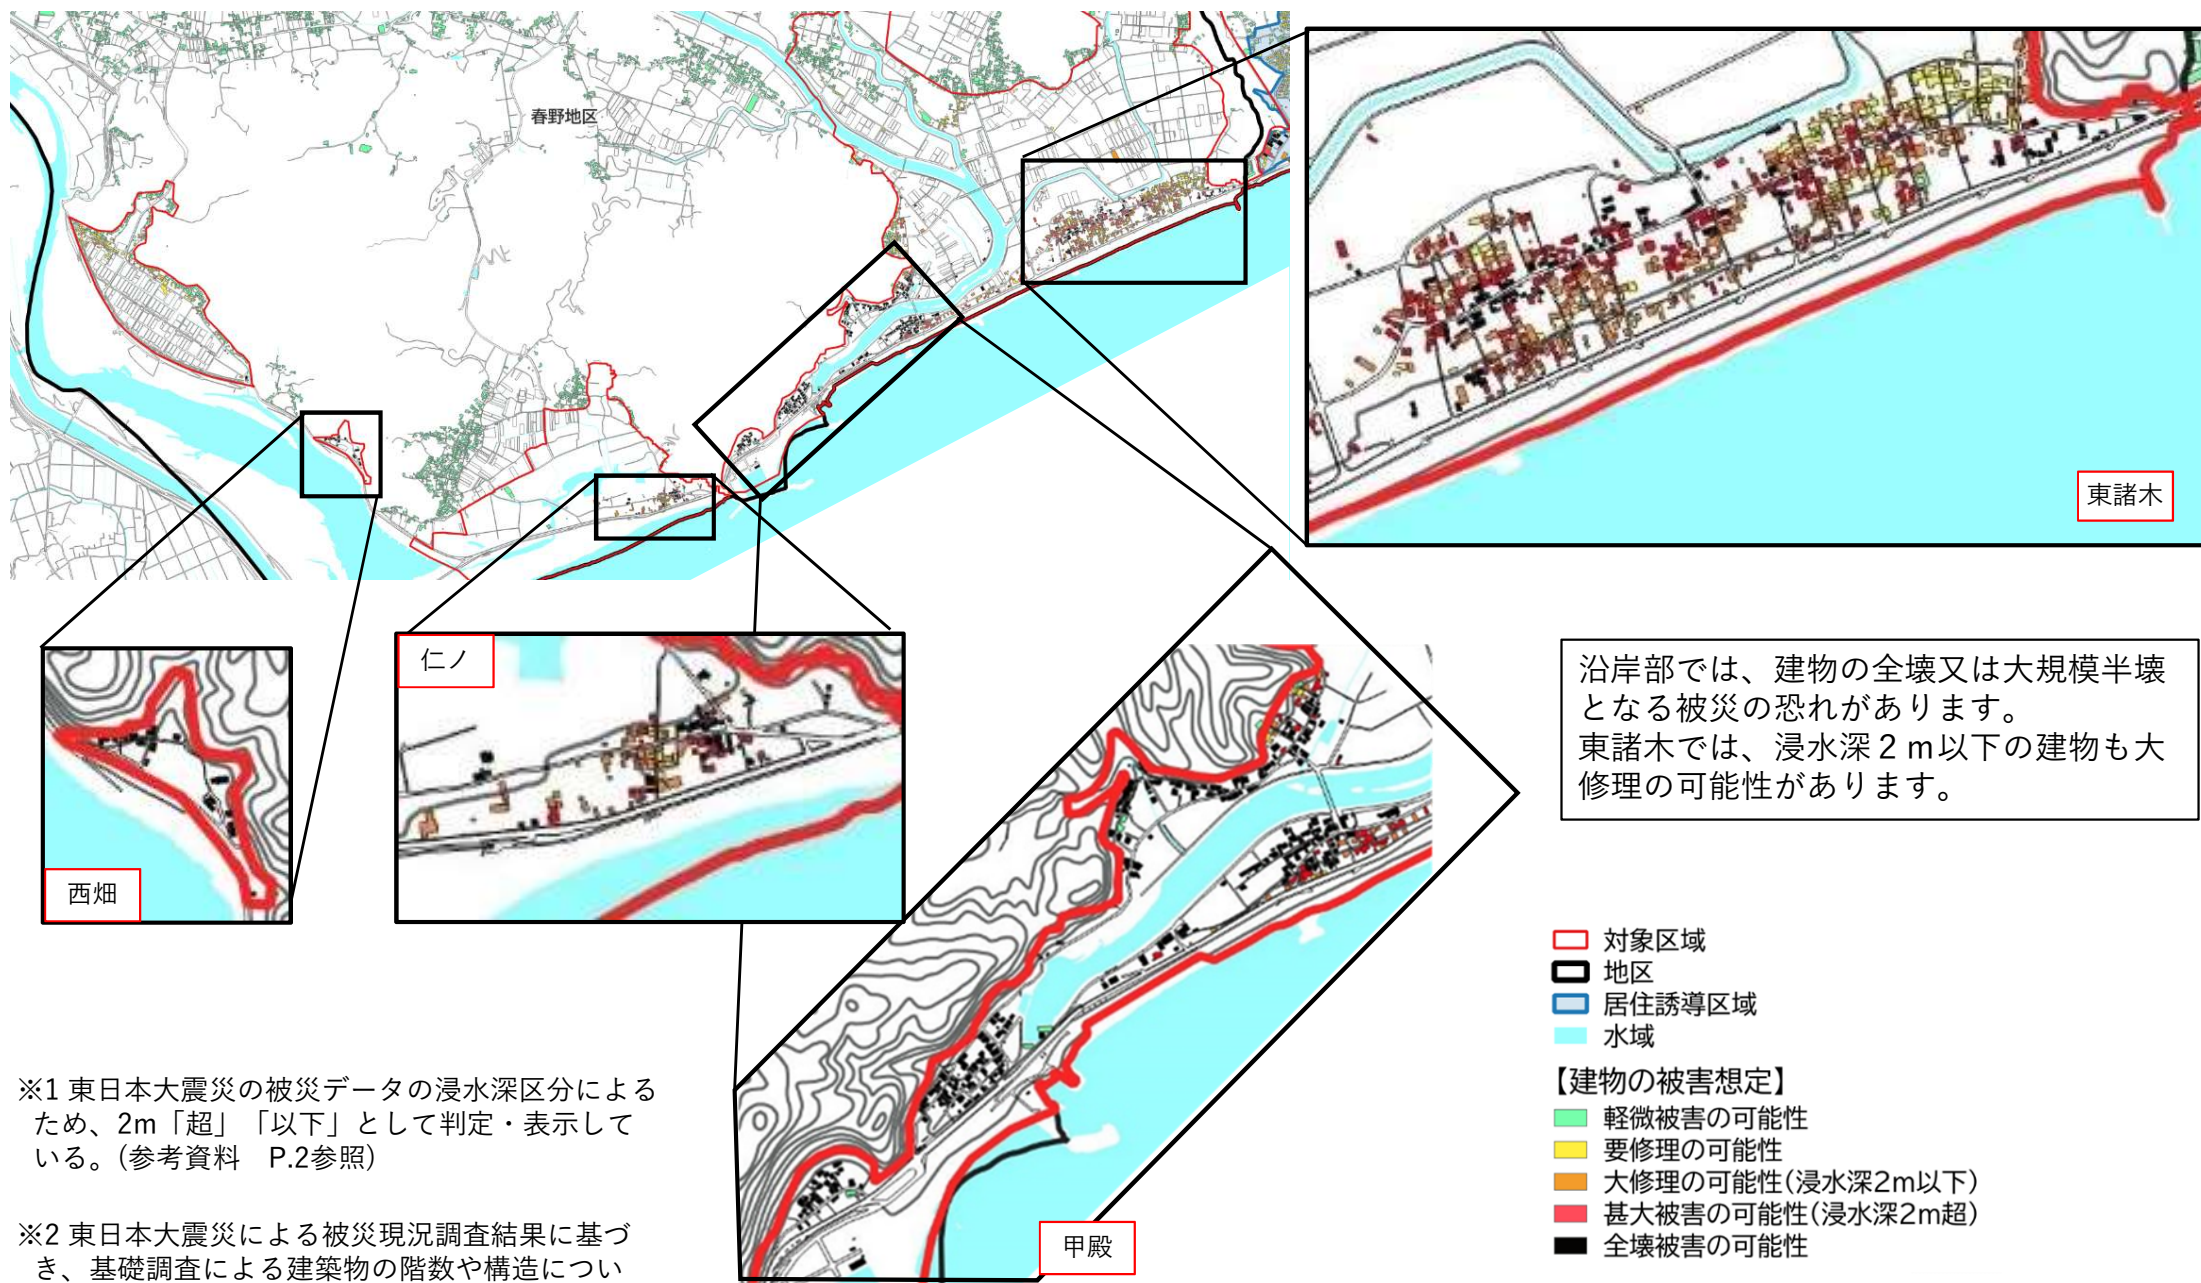 春野地区
東諸木
仁ノ
西畑
甲殿
沿岸部では、建物の全壊又は大規模半壊
となる被災の恐れがあります。
東諸木では、浸水深2m以下の建物も大
修理の可能性があります。
対象区域
地区
居住誘導区域
水域
【建物の被害想定】
軽微被害の可能性
要修理の可能性
大修理の可能性(浸水深2m以下)
甚大被害の可能性(浸水深2m超)
全壊被害の可能性
※1 東日本大震災の被災データの浸水深区分による
ため、2m「超」「以下」として判定・表示して
いる。(参考資料 P.2参照)
※2 東日本大震災による被災現況調査結果に基づ
き、基礎調査による建築物の階数や構造につい